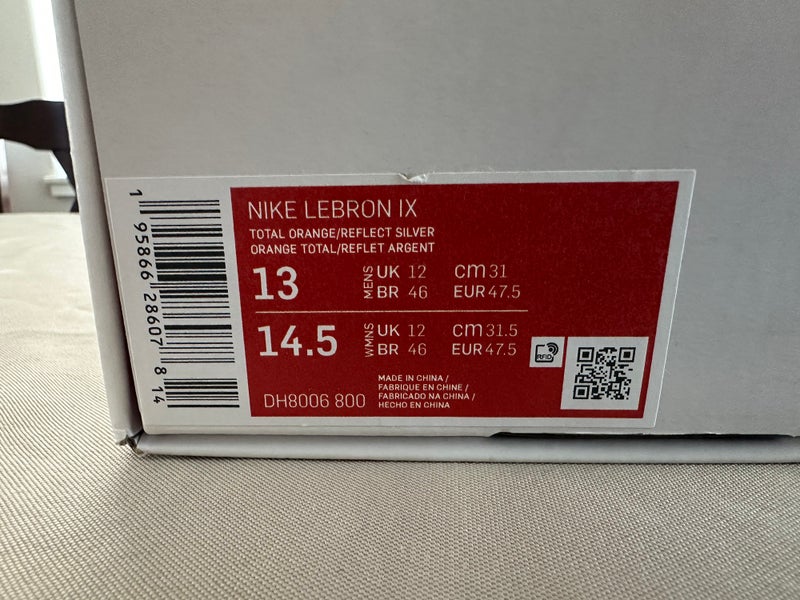 NIKE LEBRON IX
TOTAL ORANGE/REFLECT SILVER
ORANGE TOTAL/REFLET ARGENT
13 MENS UK 12 cm 31
BR 46 EUR 47.5
14.5 WMNS UK 12 cm 31.5
BR 46 EUR 47.5
RFID
DH8006 800
MADE IN CHINA /
FABRIQUE EN CHINE /
FABRICADO NA CHINA /
HECHO EN CHINA
1 95866 28607 8 14